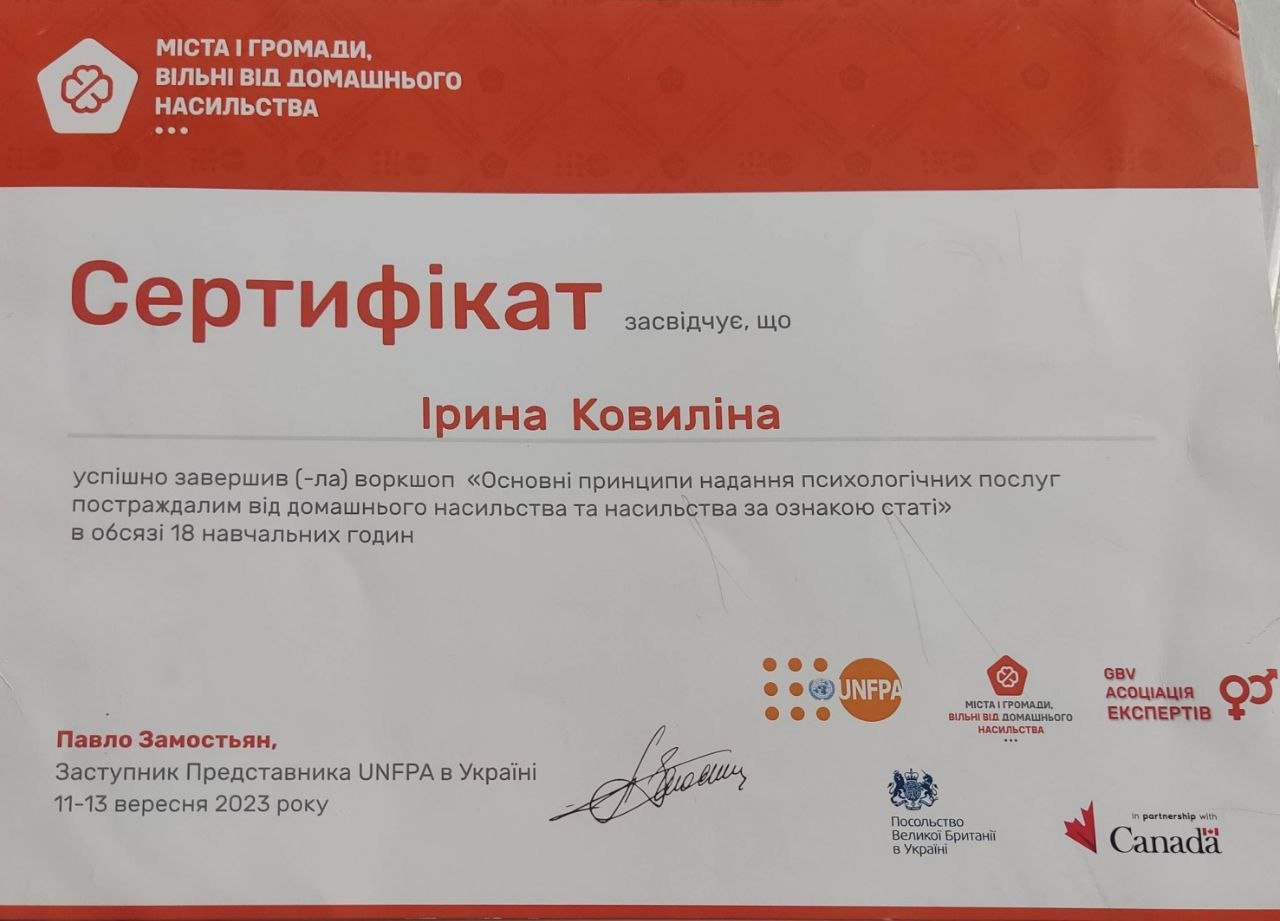 МІСТА І ГРОМАДИ,
ВІЛЬНІ ВІД ДОМАШНЬОГО
НАСИЛЬСТВА
Сертифікат засвідчує, що
Ірина Ковиліна
успішно завершив (-ла) воркшоп «Основні принципи надання психологічних послуг
постраждалим від домашнього насильства та насильства за ознакою статі»
в обсязі 18 навчальних годин
UNFPA
МІСТА І ГРОМАДИ,
ВІЛЬНІ ВІД ДОМАШНЬОГО
НАСИЛЬСТВА
GBV
АСОЦІАЦІЯ
ЕКСПЕРТІВ
Павло Замостьян,
Заступник Представника UNFPA в Україні
11-13 вересня 2023 року
Посольство
Великої Британії
в Україні
In partnership with
Canada